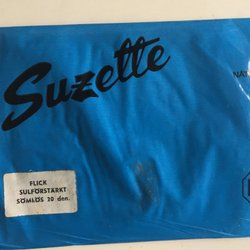 Suzette
FLICK
SULFÖRSTÄRKT
SÖMLÖS 20 den.